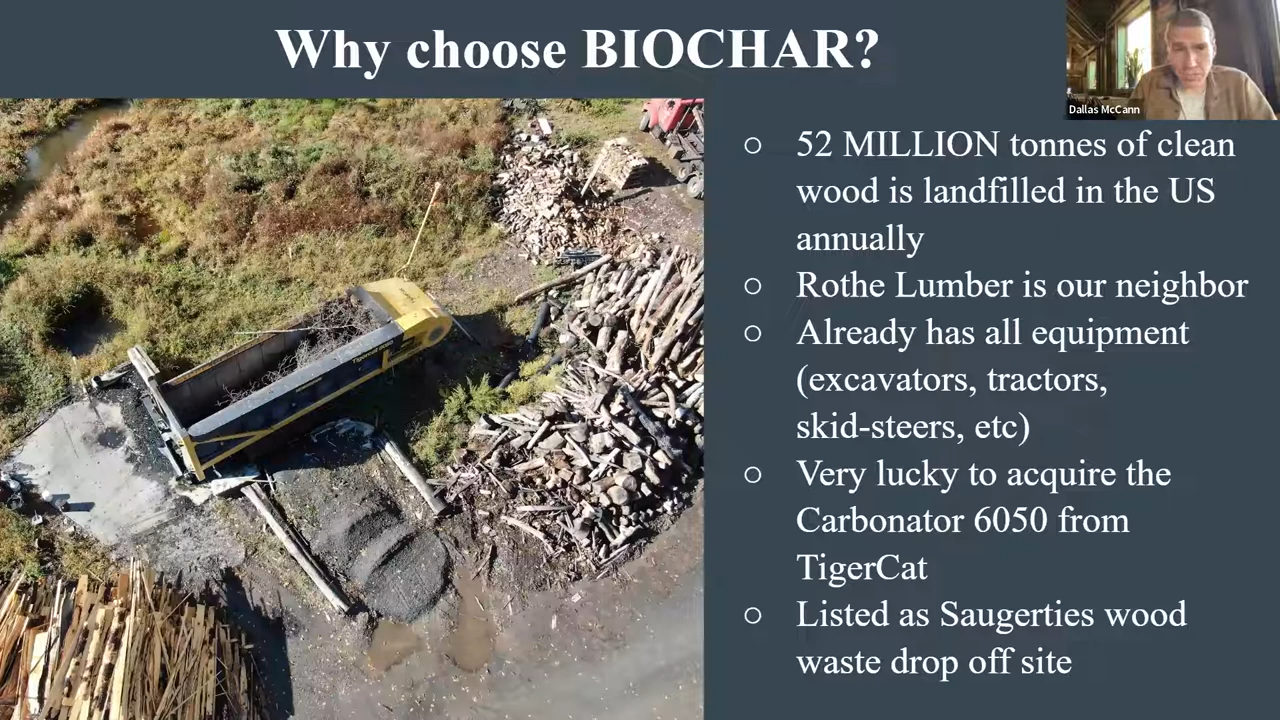 Why choose BIOCHAR?
Dallas McCann
○ 52 MILLION tonnes of clean
wood is landfilled in the US
annually
○ Rothe Lumber is our neighbor
○ Already has all equipment
(excavators, tractors,
skid-steers, etc)
○ Very lucky to acquire the
Carbonator 6050 from
TigerCat
○ Listed as Saugerties wood
waste drop off site